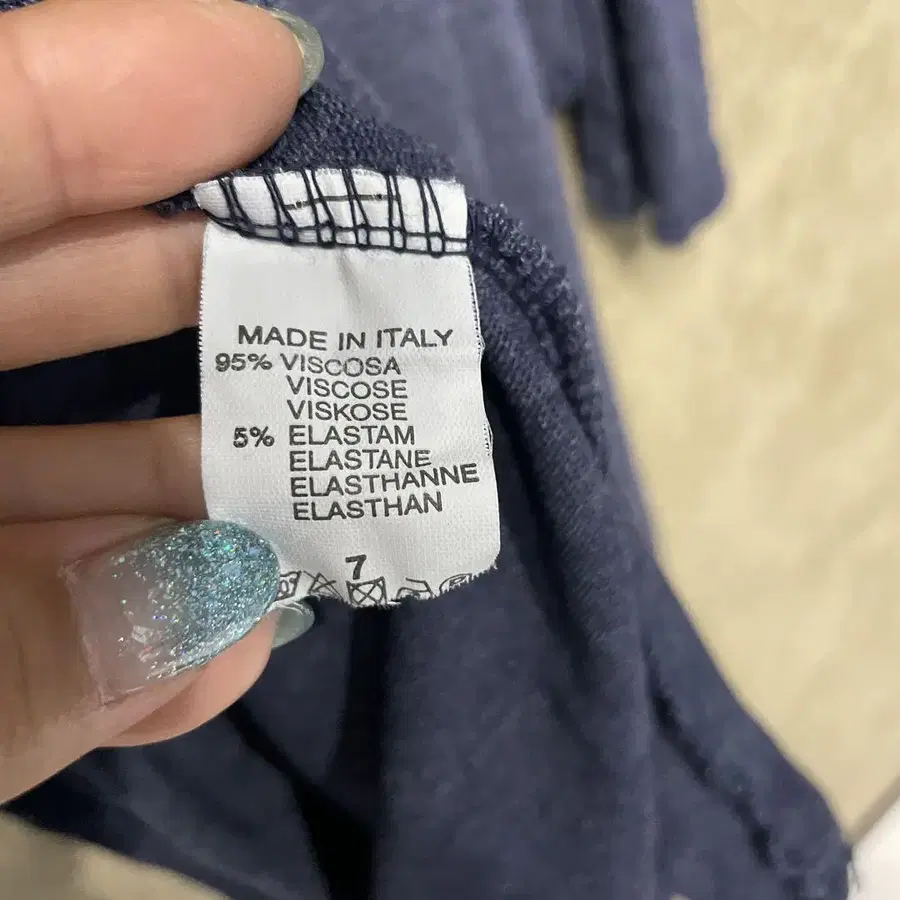 MADE IN ITALY
95% VISCOSA
VISCOSE
VISKOSE
5% ELASTAM
ELASTANE
ELASTHANNE
ELASTHAN
7